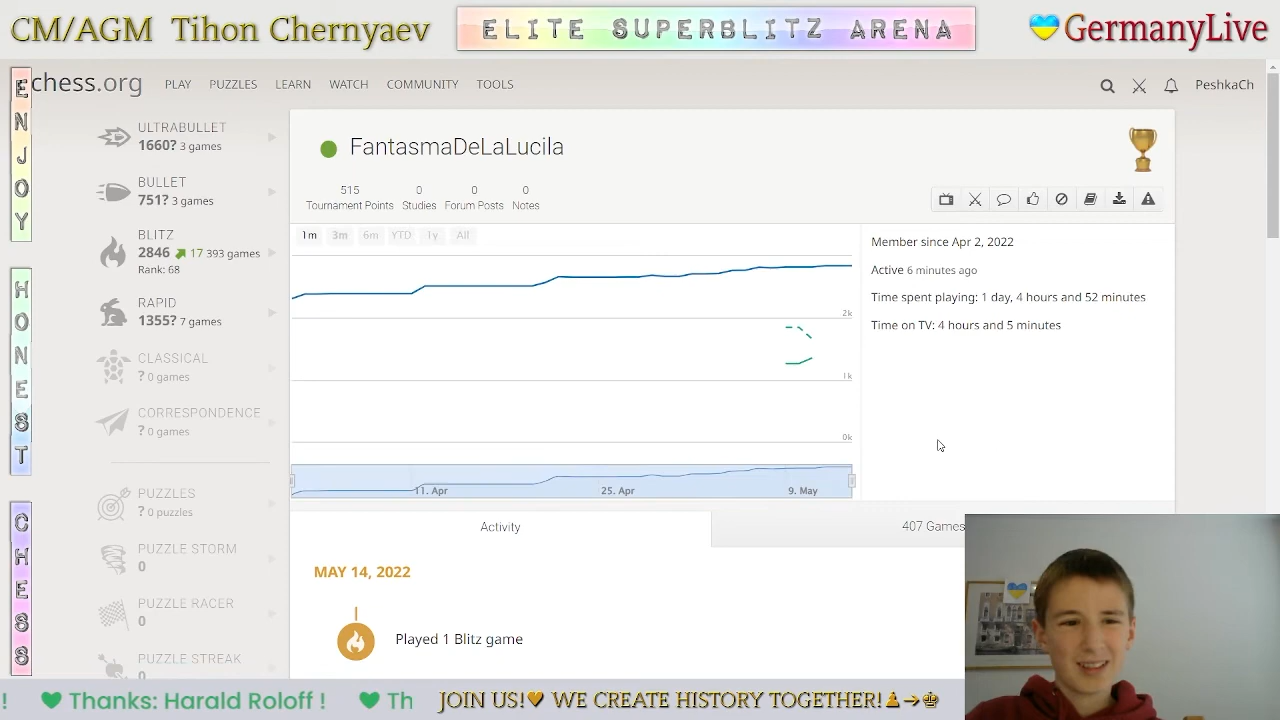 CM/AGM Tihon Chernyaev
ELITE SUPERBLITZ ARENA
GermanyLive
ENJOY
HONEST
CHESS
chess.org
PLAY PUZZLES LEARN WATCH COMMUNITY TOOLS
PeshkaCh
ULTRABULLET
1660? 3 games
BULLET
751? 3 games
BLITZ
2846 17 393 games
Rank: 68
RAPID
1355? 7 games
CLASSICAL
? 0 games
CORRESPONDENCE
? 0 games
PUZZLES
? 0 puzzles
PUZZLE STORM
0
PUZZLE RACER
0
PUZZLE STREAK
0
FantasmaDeLaLucila
515 0 0 0
Tournament Points Studies Forum Posts Notes
1m 3m 6m YTD 1y All
2k
1k
0k
11. Apr 25. Apr 9. May
Member since Apr 2, 2022
Active 6 minutes ago
Time spent playing: 1 day, 4 hours and 52 minutes
Time on TV: 4 hours and 5 minutes
Activity
407 Games
MAY 14, 2022
Played 1 Blitz game
! 💚 Thanks: Harald Roloff ! 💚 Th
JOIN US!🧡 WE CREATE HISTORY TOGETHER!♟→♚